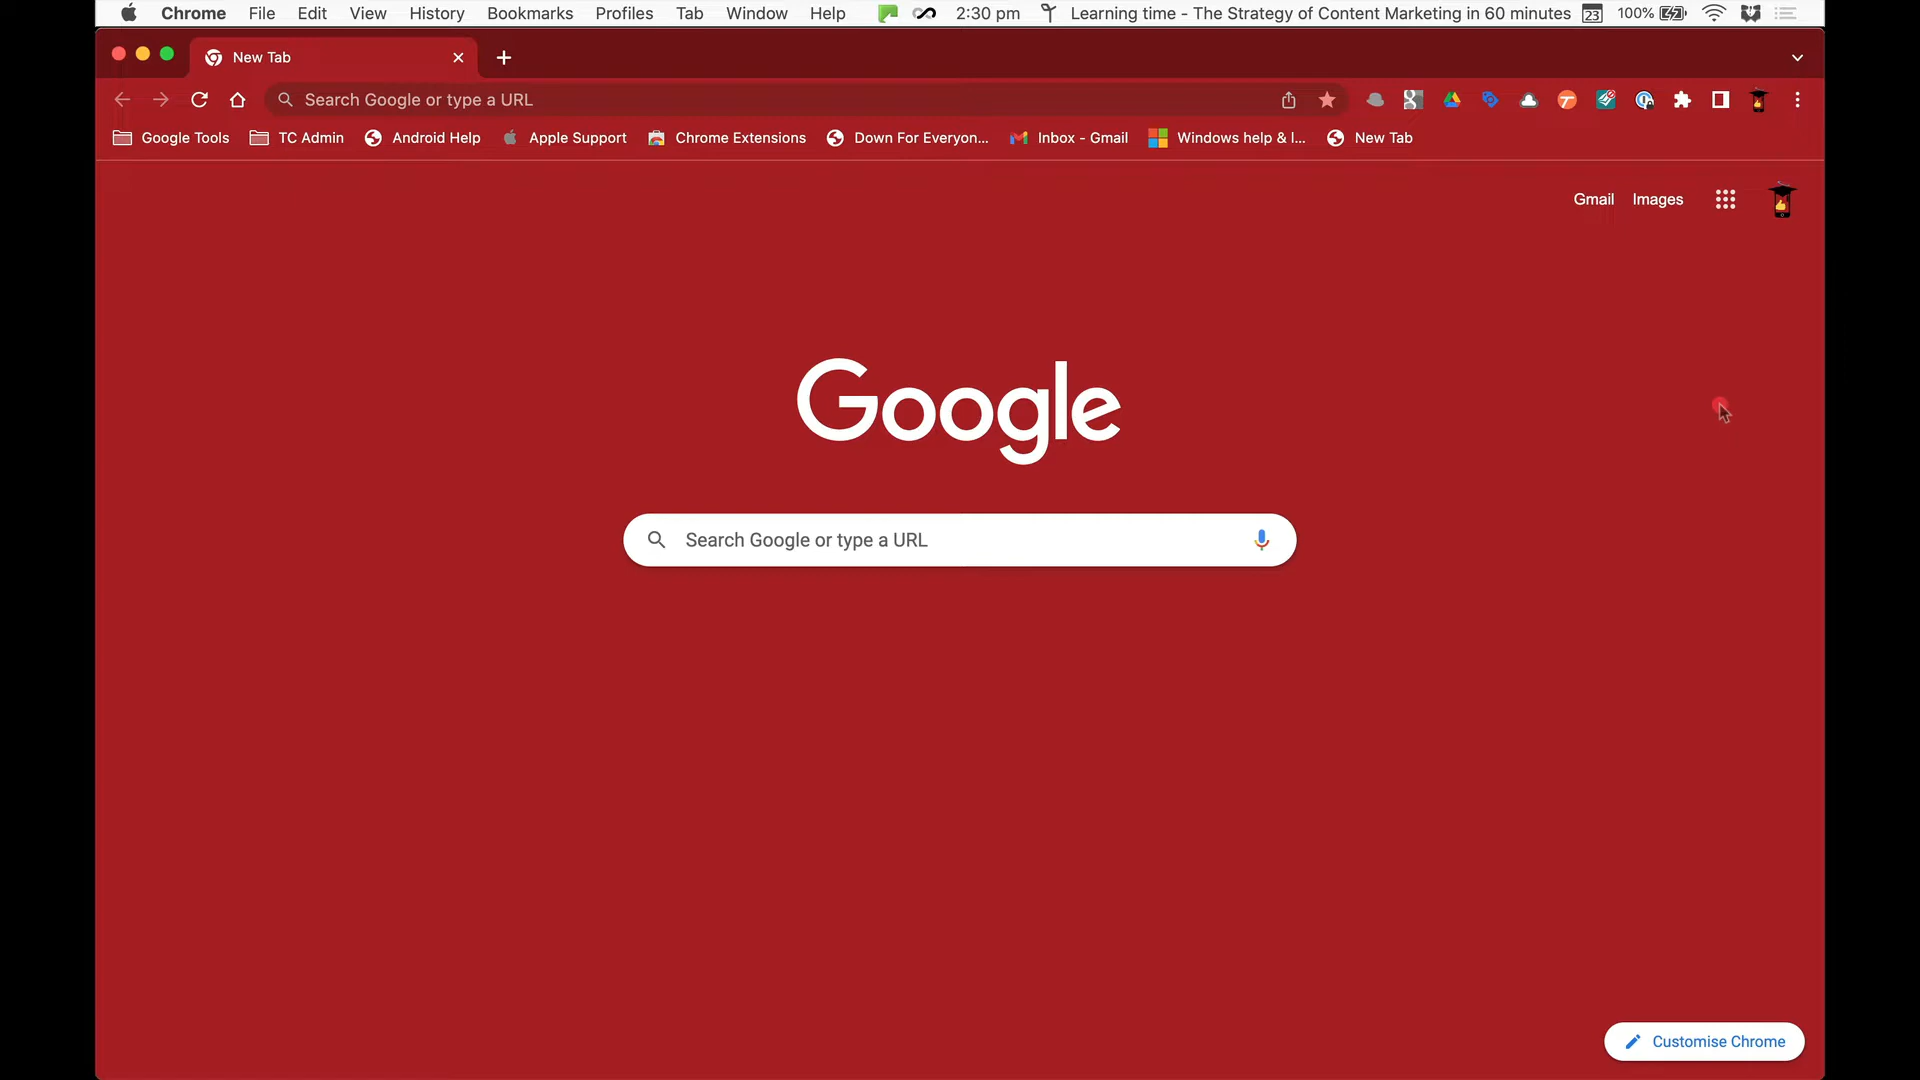 Chrome File Edit View History Bookmarks Profiles Tab Window Help 2:30 pm Learning time - The Strategy of Content Marketing in 60 minutes 23 100%
New Tab
Search Google or type a URL
Google Tools TC Admin Android Help Apple Support Chrome Extensions Down For Everyon... Inbox - Gmail Windows help & l... New Tab
Gmail Images
Google
Search Google or type a URL
Customise Chrome